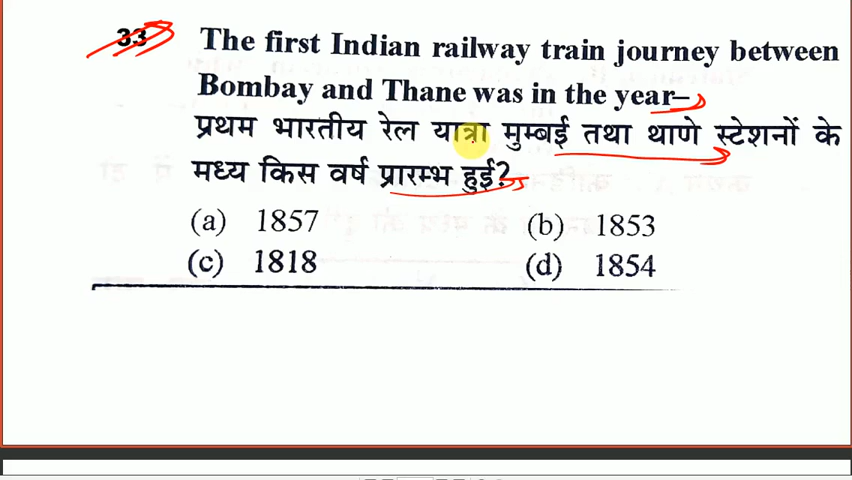 33 The first Indian railway train journey between
Bombay and Thane was in the year–
प्रथम भारतीय रेल यात्रा मुम्बई तथा थाणे स्टेशनों के
मध्य किस वर्ष प्रारम्भ हुई?
(a) 1857 (b) 1853
(c) 1818 (d) 1854